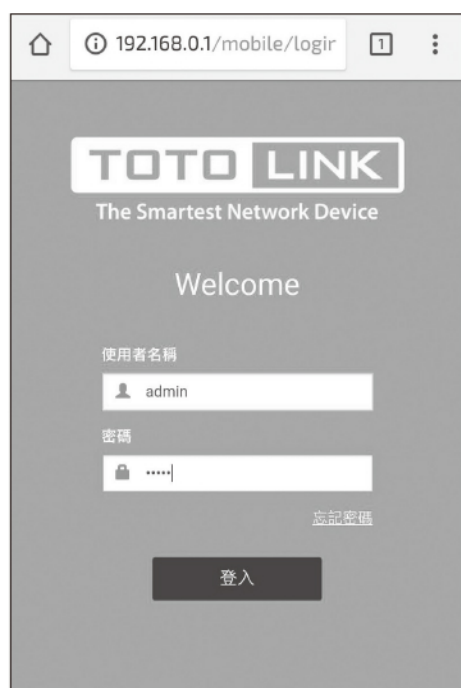 192.168.0.1/mobile/logir
1
TOTO LINK
The Smartest Network Device
Welcome
使用者名稱
admin
密碼
•••••
忘記密碼
登入